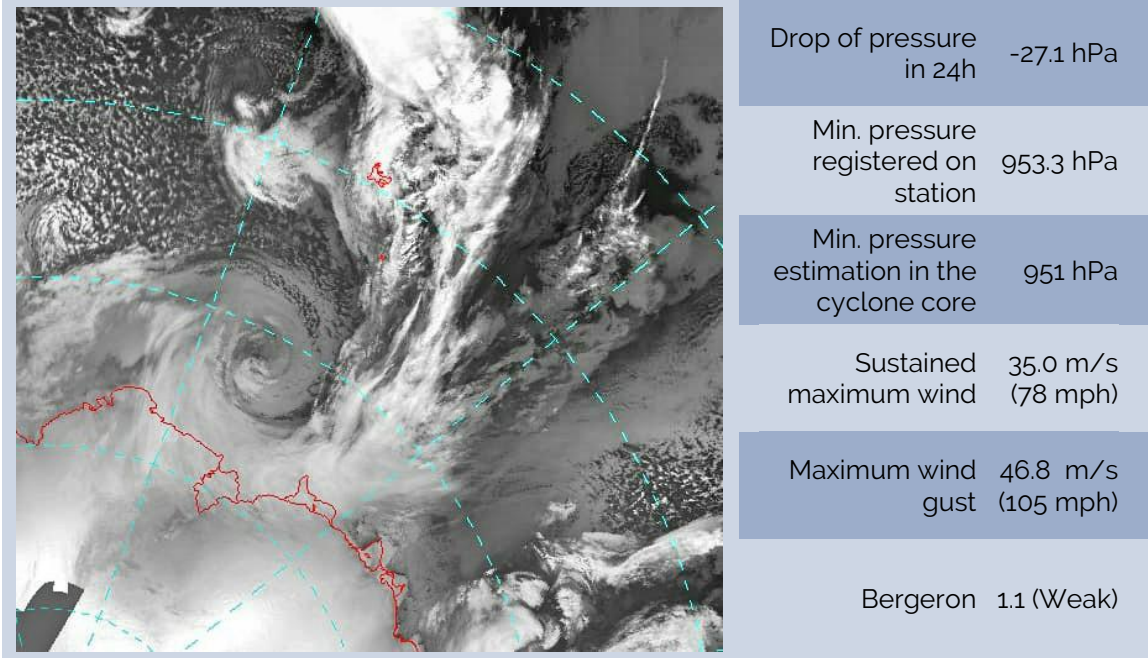 Drop of pressure
in 24h
-27.1 hPa
Min. pressure
registered on
station
953.3 hPa
Min. pressure
estimation in the
cyclone core
951 hPa
Sustained
maximum wind
35.0 m/s
(78 mph)
Maximum wind
gust
46.8 m/s
(105 mph)
Bergeron
1.1 (Weak)